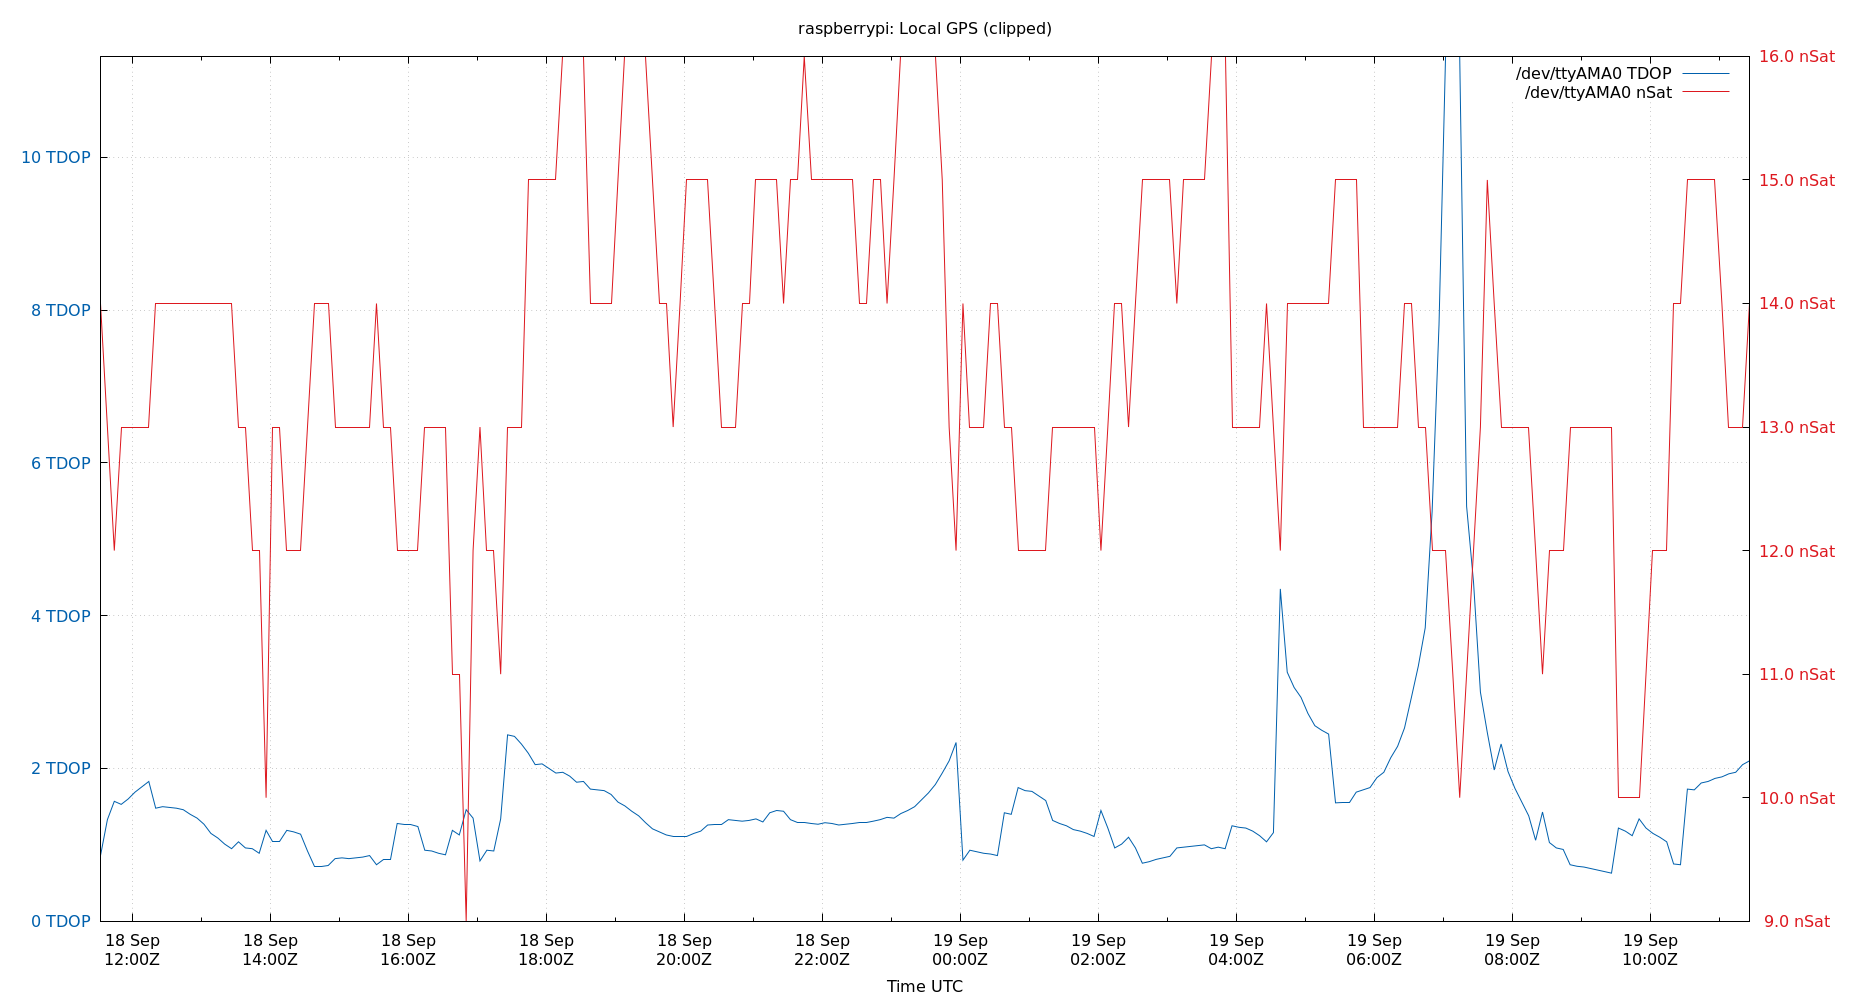 raspberrypi: Local GPS (clipped)
/dev/ttyAMA0 TDOP
/dev/ttyAMA0 nSat
10 TDOP
8 TDOP
6 TDOP
4 TDOP
2 TDOP
0 TDOP
16.0 nSat
15.0 nSat
14.0 nSat
13.0 nSat
12.0 nSat
11.0 nSat
10.0 nSat
9.0 nSat
18 Sep 18 Sep 18 Sep 18 Sep 18 Sep 18 Sep 19 Sep 19 Sep 19 Sep 19 Sep 19 Sep 19 Sep
12:00Z 14:00Z 16:00Z 18:00Z 20:00Z 22:00Z 00:00Z 02:00Z 04:00Z 06:00Z 08:00Z 10:00Z
Time UTC